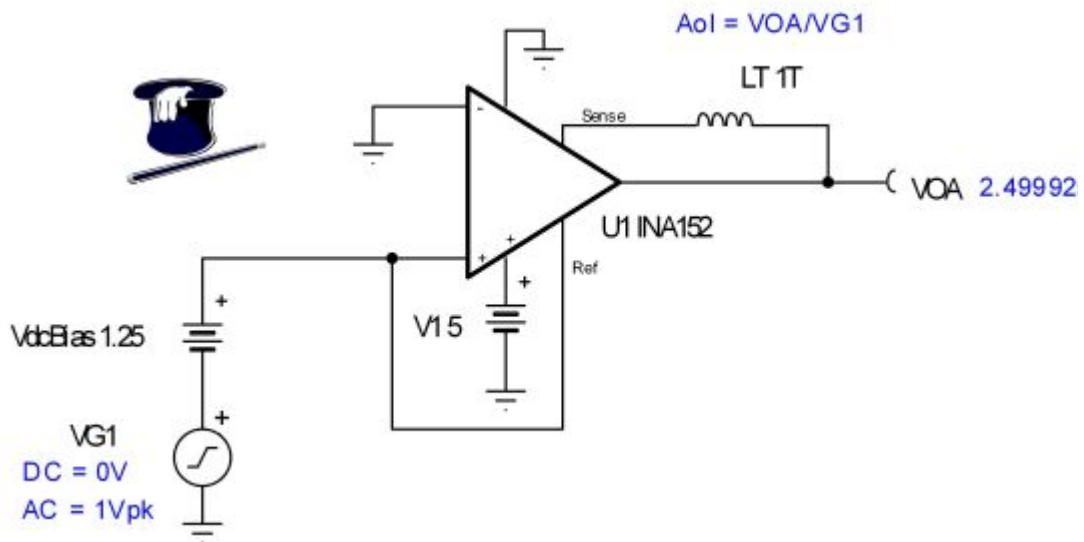 Aol = VOA/VG1
LT 1T
Sense
VOA 2.49992
U1 INA152
Ref
-
+
+
+
V1 5
+
VdcBias 1.25
+
VG1
DC = 0V
AC = 1Vpk